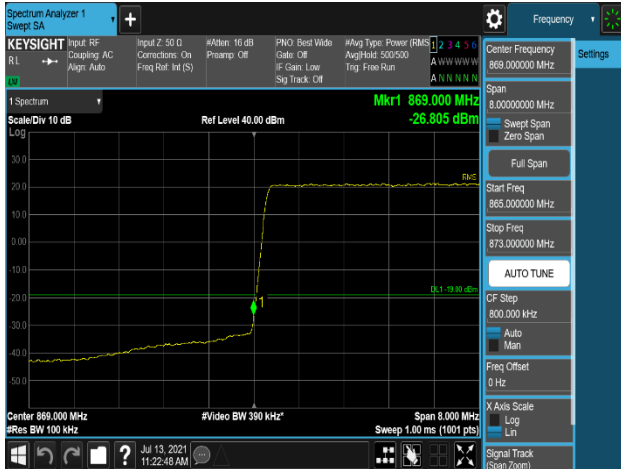 Spectrum Analyzer 1
Swept SA
Frequency
KEYSIGHT
R L
Input: RF
Coupling: AC
Align: Auto
Input Z: 50 Ω
Corrections: On
Freq Ref: Int (S)
#Atten: 16 dB
Preamp: Off
PNO: Best Wide
Gate: Off
IF Gain: Low
Sig Track: Off
#Avg Type: Power (RMS
Avg|Hold: 500/500
Trig: Free Run
1 2 3 4 5 6
A W W W W W
A N N N N N
LW
1 Spectrum
Scale/Div 10 dB
Log
Ref Level 40.00 dBm
Mkr1 869.000 MHz
-26.805 dBm
30.0
20.0
10.0
0.00
-10.0
-20.0
-30.0
-40.0
-50.0
RMS
DL1 -19.00 dBm
1
Center 869.000 MHz
#Res BW 100 kHz
#Video BW 390 kHz*
Span 8.000 MHz
Sweep 1.00 ms (1001 pts)
Jul 13, 2021
11:22:48 AM
?
Center Frequency
869.000000 MHz
Settings
Span
8.00000000 MHz
Swept Span
Zero Span
Full Span
Start Freq
865.000000 MHz
Stop Freq
873.000000 MHz
AUTO TUNE
CF Step
800.000 kHz
Auto
Man
Freq Offset
0 Hz
X Axis Scale
Log
Lin
Signal Track
(Span Zoom)